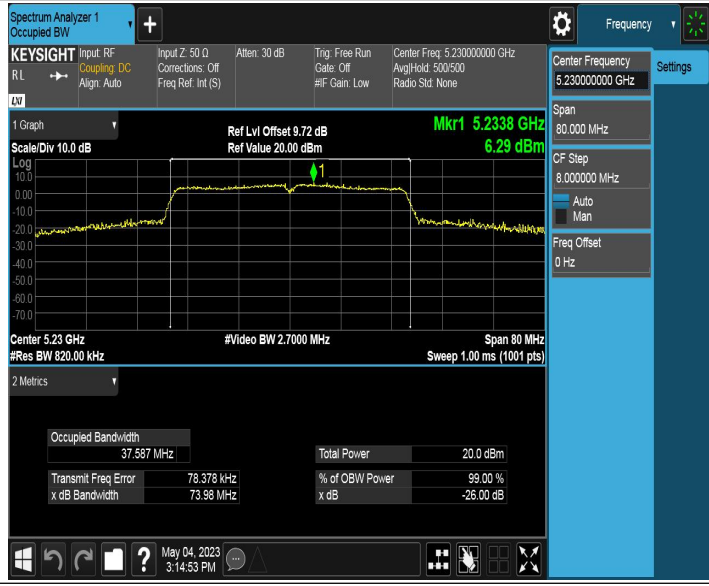 Spectrum Analyzer 1
Occupied BW
Frequency
KEYSIGHT
R L
LXI
Input: RF
Coupling: DC
Align: Auto
Input Z: 50 Ω
Corrections: Off
Freq Ref: Int (S)
Atten: 30 dB
Trig: Free Run
Gate: Off
#IF Gain: Low
Center Freq: 5.230000000 GHz
Avg|Hold: 500/500
Radio Std: None
Center Frequency
5.230000000 GHz
Settings
Span
80.000 MHz
CF Step
8.000000 MHz
Auto
Man
Freq Offset
0 Hz
1 Graph
Scale/Div 10.0 dB
Ref Lvl Offset 9.72 dB
Ref Value 20.00 dBm
Mkr1 5.2338 GHz
6.29 dBm
Log
10.0
0.00
-10.0
-20.0
-30.0
-40.0
-50.0
-60.0
-70.0
1
Center 5.23 GHz
#Video BW 2.7000 MHz
Span 80 MHz
#Res BW 820.00 kHz
Sweep 1.00 ms (1001 pts)
2 Metrics
Occupied Bandwidth
37.587 MHz
Total Power 20.0 dBm
Transmit Freq Error 78.378 kHz
% of OBW Power 99.00 %
x dB Bandwidth 73.98 MHz
x dB -26.00 dB
?
May 04, 2023
3:14:53 PM